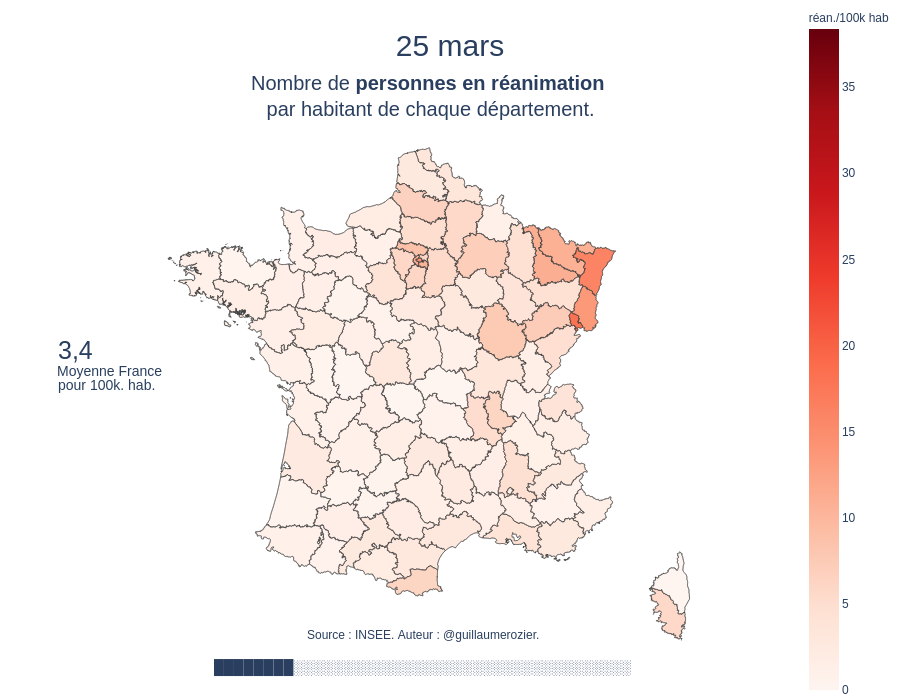 réan./100k hab
25 mars
Nombre de personnes en réanimation
par habitant de chaque département.
35
30
25
20
15
10
5
0
3,4
Moyenne France
pour 100k. hab.
Source : INSEE. Auteur : @guillaumerozier.